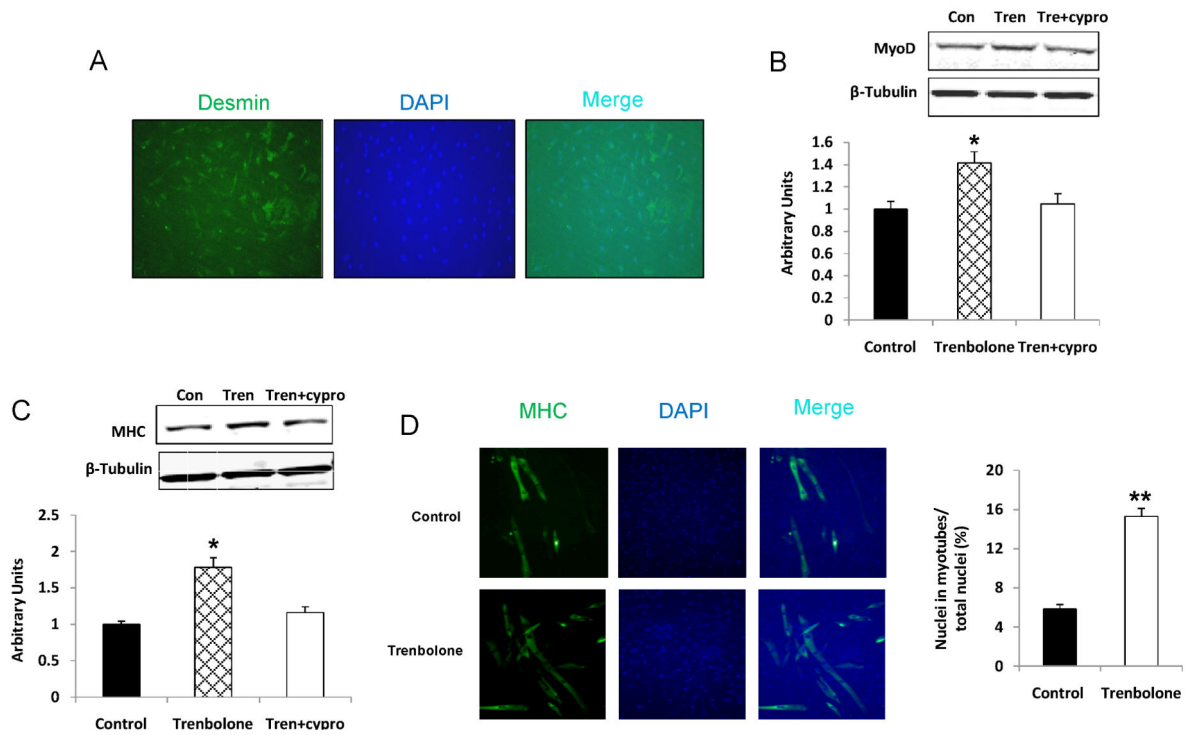 A
Desmin DAPI Merge
B
Con Tren Tre+cypro
MyoD
β-Tubulin
*
1.6
1.4
1.2
1
0.8
0.6
0.4
0.2
0
Arbitrary Units
Control Trenbolone Tren+cypro
C
Con Tren Tren+cypro
MHC
β-Tubulin
*
2.5
2
1.5
1
0.5
0
Arbitrary Units
Control Trenbolone Tren+cypro
D
MHC DAPI Merge
Control
Trenbolone
**
20
16
12
8
4
0
Nuclei in myotubes/
total nuclei (%)
Control Trenbolone